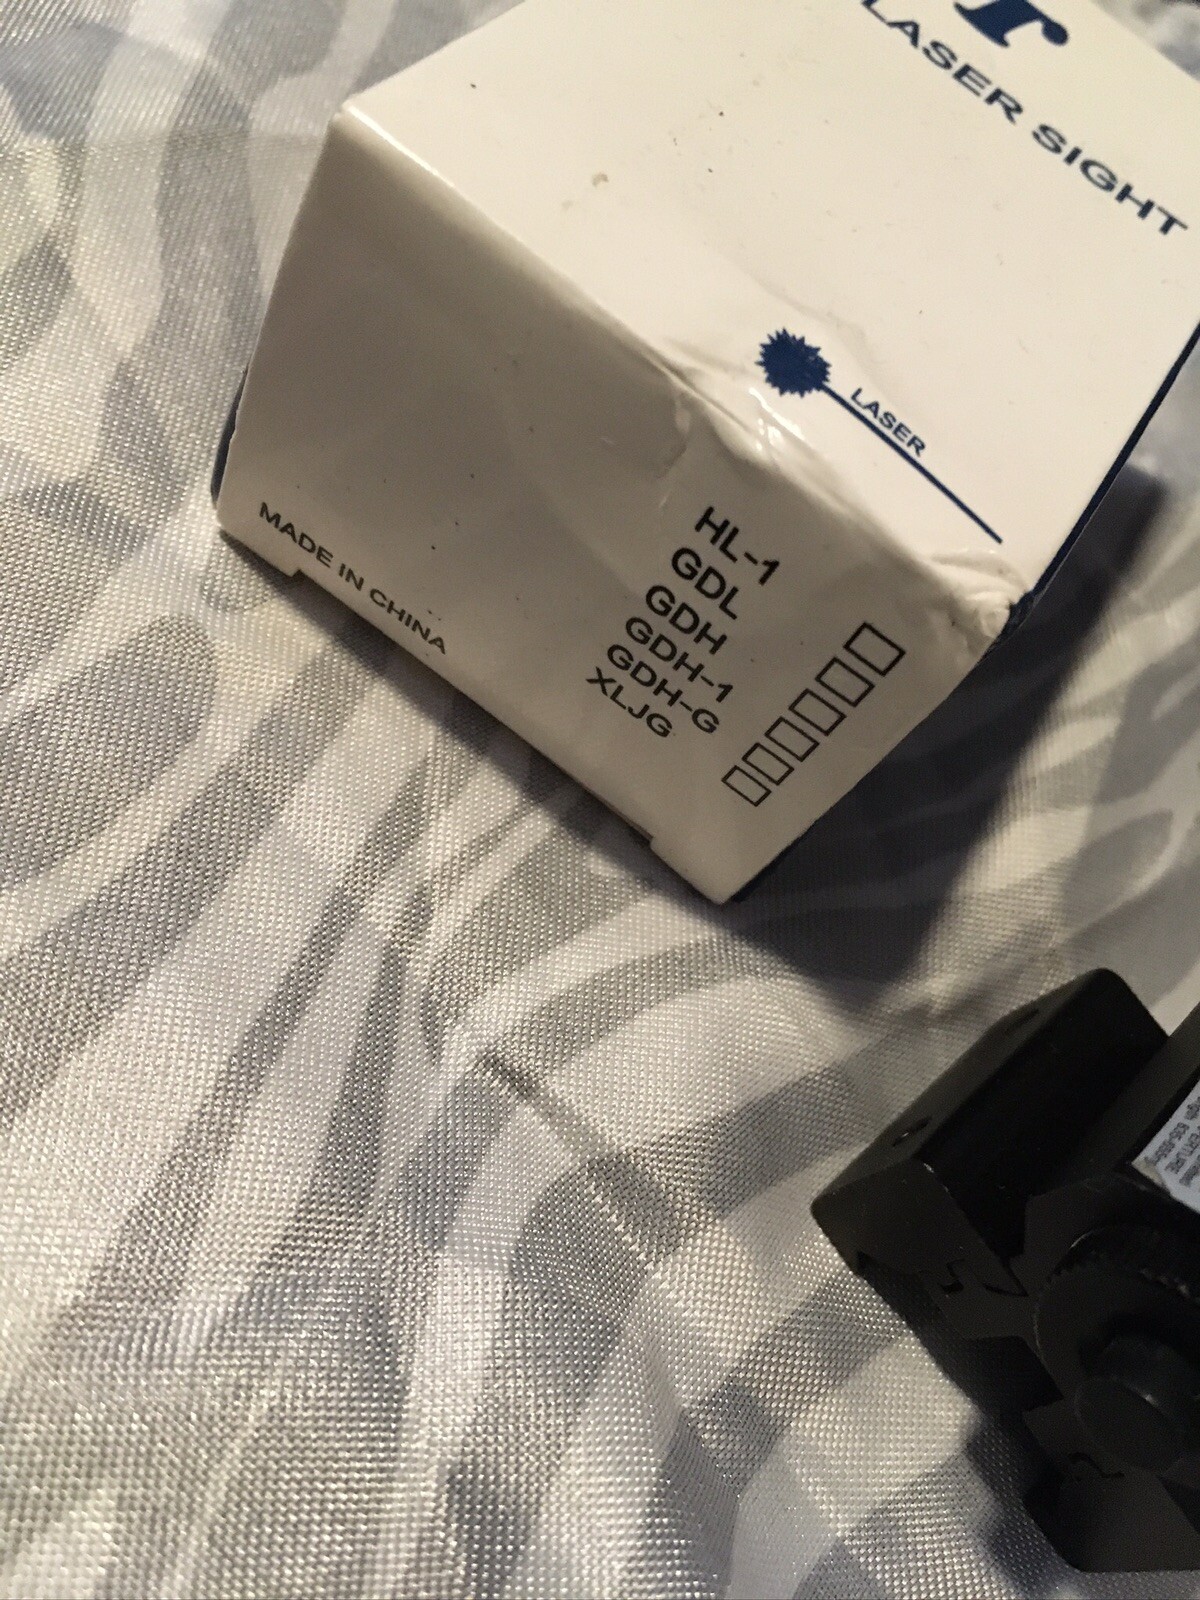 r
LASER SIGHT
LASER
HL-1
GDL
GDH
GDH-1
GDH-G
XLJG
MADE IN CHINA